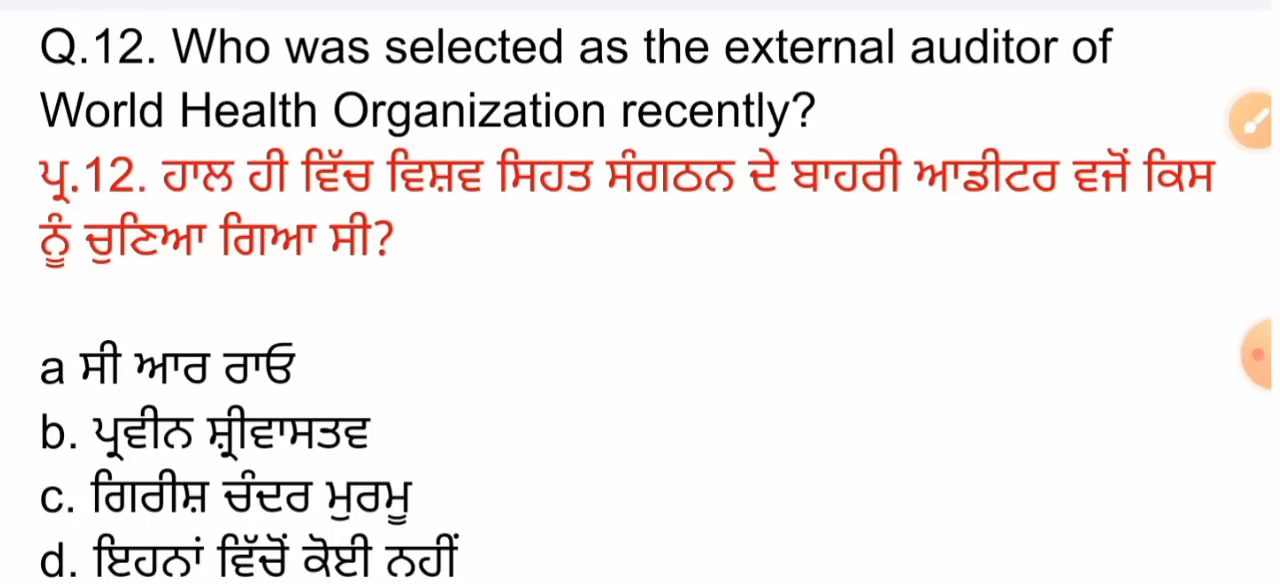 Q.12. Who was selected as the external auditor of
World Health Organization recently?
ਪ੍ਰ.12. ਹਾਲ ਹੀ ਵਿੱਚ ਵਿਸ਼ਵ ਸਿਹਤ ਸੰਗਠਨ ਦੇ ਬਾਹਰੀ ਆਡੀਟਰ ਵਜੋਂ ਕਿਸ
ਨੂੰ ਚੁਣਿਆ ਗਿਆ ਸੀ?
a ਸੀ ਆਰ ਰਾਓ
b. ਪ੍ਰਵੀਨ ਸ਼੍ਰੀਵਾਸਤਵ
c. ਗਿਰੀਸ਼ ਚੰਦਰ ਮੁਰਮੂ
d. ਇਹਨਾਂ ਵਿੱਚੋਂ ਕੋਈ ਨਹੀਂ